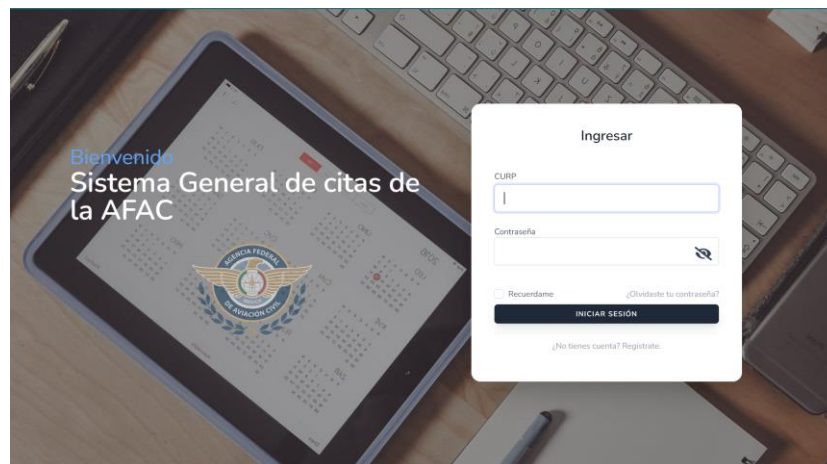 Bienvenido
Sistema General de citas de
la AFAC
AGENCIA FEDERAL
DE AVIACIÓN CIVIL
Ingresar
CURP
Contraseña
Recuerdame
¿Olvidaste tu contraseña?
INICIAR SESIÓN
¿No tienes cuenta? Registrate.